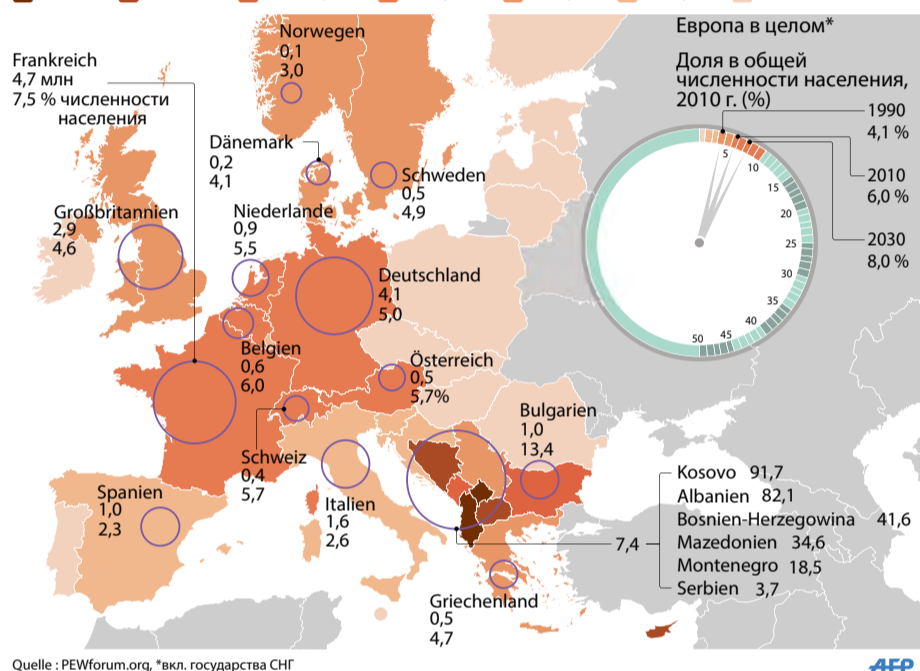 Европа в целом*
Доля в общей
численности населения,
2010 г. (%)
1990
4,1 %
2010
6,0 %
2030
8,0 %
5
10
15
20
25
30
35
40
45
50
Frankreich
4,7 млн
7,5 % численности
населения
Norwegen
0,1
3,0
Dänemark
0,2
4,1
Schweden
0,5
4,9
Großbritannien
2,9
4,6
Niederlande
0,9
5,5
Deutschland
4,1
5,0
Belgien
0,6
6,0
Österreich
0,5
5,7%
Schweiz
0,4
5,7
Bulgarien
1,0
13,4
Spanien
1,0
2,3
Italien
1,6
2,6
Griechenland
0,5
4,7
7,4
Kosovo 91,7
Albanien 82,1
Bosnien-Herzegowina 41,6
Mazedonien 34,6
Montenegro 18,5
Serbien 3,7
Quelle : PEWforum.org, *вкл. государства СНГ
AFP